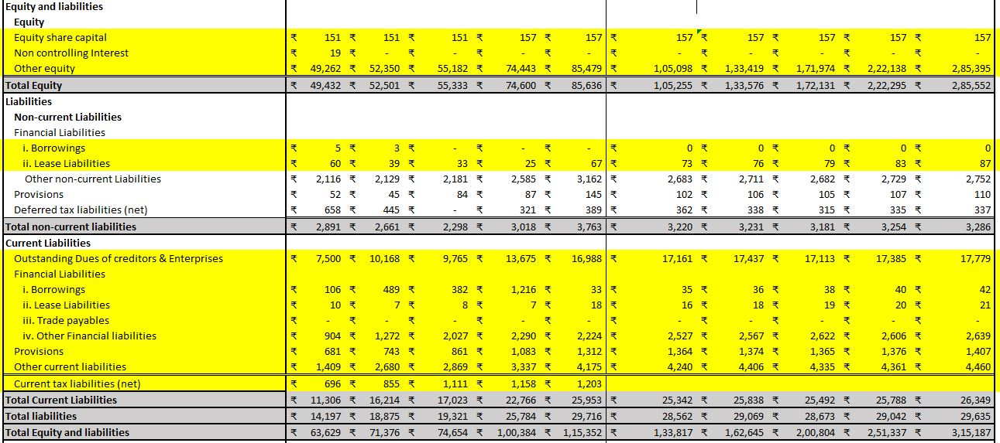 Equity and liabilities
Equity
Equity share capital ₹ 151 ₹ 151 ₹ 151 ₹ 157 ₹ 157 ₹ 157 ₹ 157 ₹ 157 ₹ 157 ₹ 157
Non controlling Interest ₹ 19 ₹ - ₹ - ₹ - ₹ - ₹ - ₹ - ₹ - ₹ - ₹ -
Other equity ₹ 49,262 ₹ 52,350 ₹ 55,182 ₹ 74,443 ₹ 85,479 ₹ 1,05,098 ₹ 1,33,419 ₹ 1,71,974 ₹ 2,22,138 ₹ 2,85,395
Total Equity ₹ 49,432 ₹ 52,501 ₹ 55,333 ₹ 74,600 ₹ 85,636 ₹ 1,05,255 ₹ 1,33,576 ₹ 1,72,131 ₹ 2,22,295 ₹ 2,85,552
Liabilities
Non-current Liabilities
Financial Liabilities
i. Borrowings ₹ 5 ₹ 3 ₹ - ₹ - ₹ - ₹ 0 ₹ 0 ₹ 0 ₹ 0 ₹ 0
ii. Lease Liabilities ₹ 60 ₹ 39 ₹ 33 ₹ 25 ₹ 67 ₹ 73 ₹ 76 ₹ 79 ₹ 83 ₹ 87
Other non-current Liabilities ₹ 2,116 ₹ 2,129 ₹ 2,181 ₹ 2,585 ₹ 3,162 ₹ 2,683 ₹ 2,711 ₹ 2,682 ₹ 2,729 ₹ 2,752
Provisions ₹ 52 ₹ 45 ₹ 84 ₹ 87 ₹ 145 ₹ 102 ₹ 106 ₹ 105 ₹ 107 ₹ 110
Deferred tax liabilities (net) ₹ 658 ₹ 445 ₹ - ₹ 321 ₹ 389 ₹ 362 ₹ 338 ₹ 315 ₹ 335 ₹ 337
Total non-current liabilities ₹ 2,891 ₹ 2,661 ₹ 2,298 ₹ 3,018 ₹ 3,763 ₹ 3,220 ₹ 3,231 ₹ 3,181 ₹ 3,254 ₹ 3,286
Current Liabilities
Outstanding Dues of creditors & Enterprises ₹ 7,500 ₹ 10,168 ₹ 9,765 ₹ 13,675 ₹ 16,988 ₹ 17,161 ₹ 17,437 ₹ 17,113 ₹ 17,385 ₹ 17,779
Financial Liabilities
i. Borrowings ₹ 106 ₹ 489 ₹ 382 ₹ 1,216 ₹ 33 ₹ 35 ₹ 36 ₹ 38 ₹ 40 ₹ 42
ii. Lease Liabilities ₹ 10 ₹ 7 ₹ 8 ₹ 7 ₹ 18 ₹ 16 ₹ 18 ₹ 19 ₹ 20 ₹ 21
iii. Trade payables ₹ - ₹ - ₹ - ₹ - ₹ - ₹ - ₹ - ₹ - ₹ - ₹ -
iv. Other Financial liabilities ₹ 904 ₹ 1,272 ₹ 2,027 ₹ 2,290 ₹ 2,224 ₹ 2,527 ₹ 2,567 ₹ 2,622 ₹ 2,606 ₹ 2,639
Provisions ₹ 681 ₹ 743 ₹ 861 ₹ 1,083 ₹ 1,312 ₹ 1,364 ₹ 1,374 ₹ 1,365 ₹ 1,376 ₹ 1,407
Other current liabilities ₹ 1,409 ₹ 2,680 ₹ 2,869 ₹ 3,337 ₹ 4,175 ₹ 4,240 ₹ 4,406 ₹ 4,335 ₹ 4,361 ₹ 4,460
Current tax liabilities (net) ₹ 696 ₹ 855 ₹ 1,111 ₹ 1,158 ₹ 1,203
Total Current Liabilities ₹ 11,306 ₹ 16,214 ₹ 17,023 ₹ 22,766 ₹ 25,953 ₹ 25,342 ₹ 25,838 ₹ 25,492 ₹ 25,788 ₹ 26,349
Total liabilities ₹ 14,197 ₹ 18,875 ₹ 19,321 ₹ 25,784 ₹ 29,716 ₹ 28,562 ₹ 29,069 ₹ 28,673 ₹ 29,042 ₹ 29,635
Total Equity and liabilities ₹ 63,629 ₹ 71,376 ₹ 74,654 ₹ 1,00,384 ₹ 1,15,352 ₹ 1,33,817 ₹ 1,62,645 ₹ 2,00,804 ₹ 2,51,337 ₹ 3,15,187